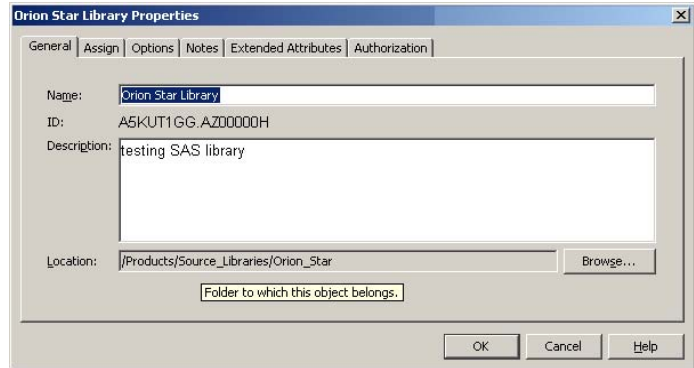 Orion Star Library Properties
General Assign Options Notes Extended Attributes Authorization
Name: Orion Star Library
ID: A5KUT1GG.AZ00000H
Description: testing SAS library
Location: /Products/Source_Libraries/Orion_Star Browse...
Folder to which this object belongs.
OK Cancel Help